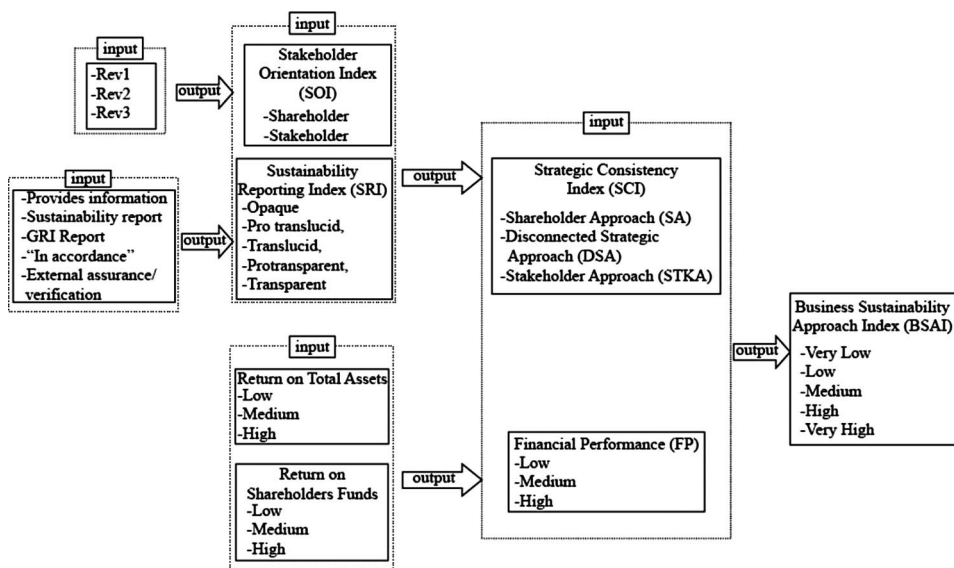 input
-Rev1
-Rev2
-Rev3
output
input
Stakeholder
Orientation Index
(SOI)
-Shareholder
-Stakeholder
input
-Provides information
-Sustainability report
-GRI Report
-“In accordance”
-External assurance/
verification
output
Sustainability
Reporting Index (SRI)
-Opaque
-Pro translucid,
-Translucid,
-Protransparent,
-Transparent
output
input
Strategic Consistency
Index (SCI)
-Shareholder Approach (SA)
-Disconnected Strategic
Approach (DSA)
-Stakeholder Approach (STKA)
input
Return on Total Assets
-Low
-Medium
-High
Return on
Shareholders Funds
-Low
-Medium
-High
output
Financial Performance (FP)
-Low
-Medium
-High
output
Business Sustainability
Approach Index (BSAI)
-Very Low
-Low
-Medium
-High
-Very High